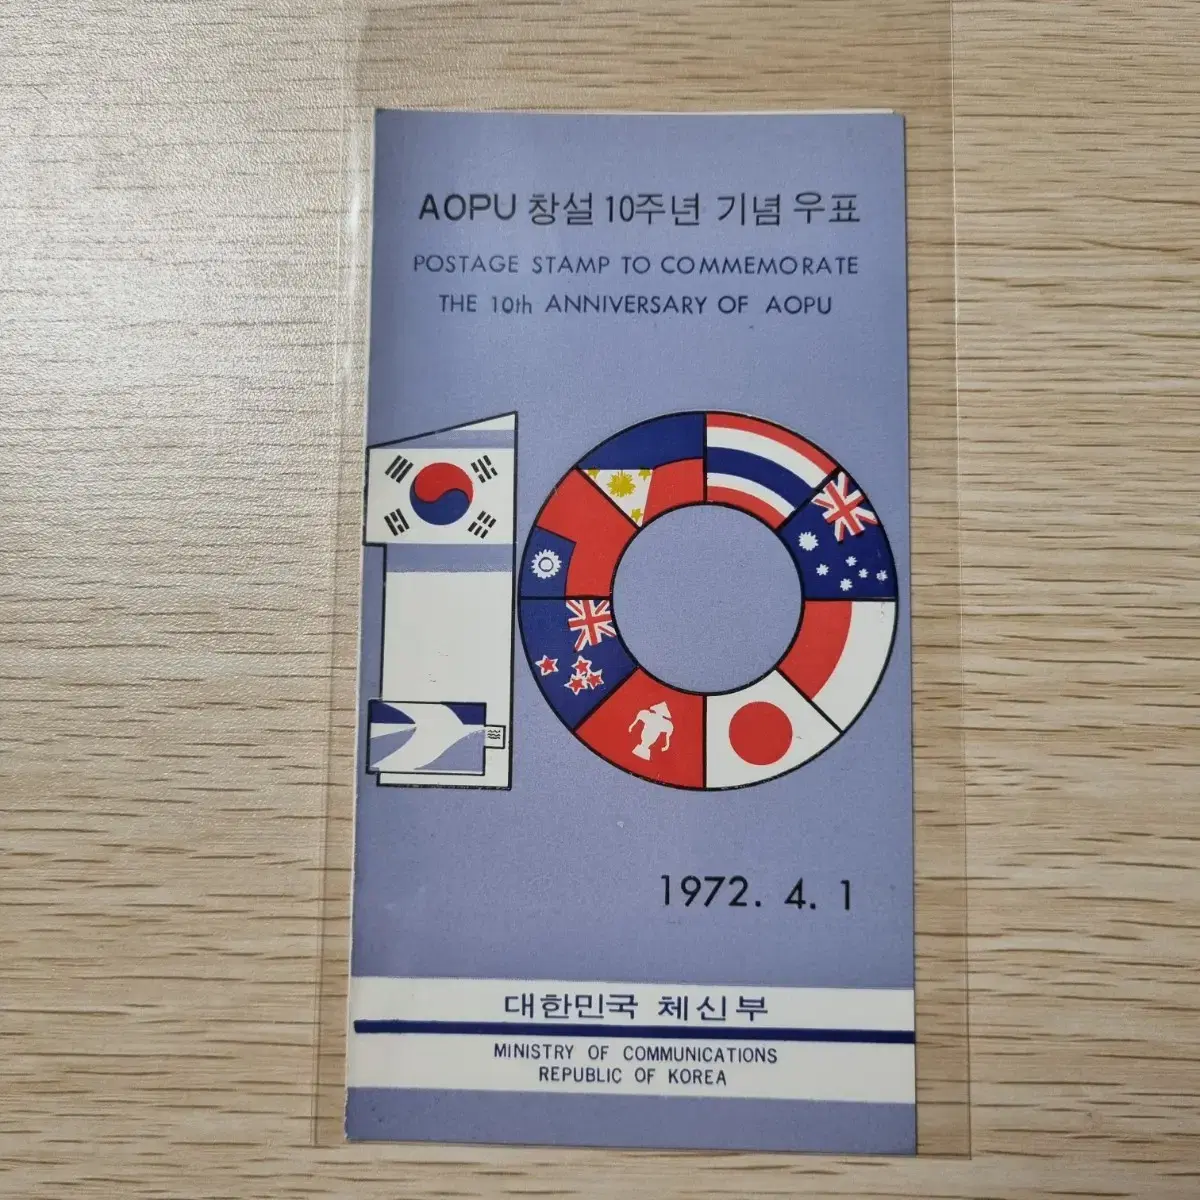 AOPU 창설 10주년 기념 우표
POSTAGE STAMP TO COMMEMORATE
THE 10th ANNIVERSARY OF AOPU
10
1972. 4. 1
대한민국 체신부
MINISTRY OF COMMUNICATIONS
REPUBLIC OF KOREA